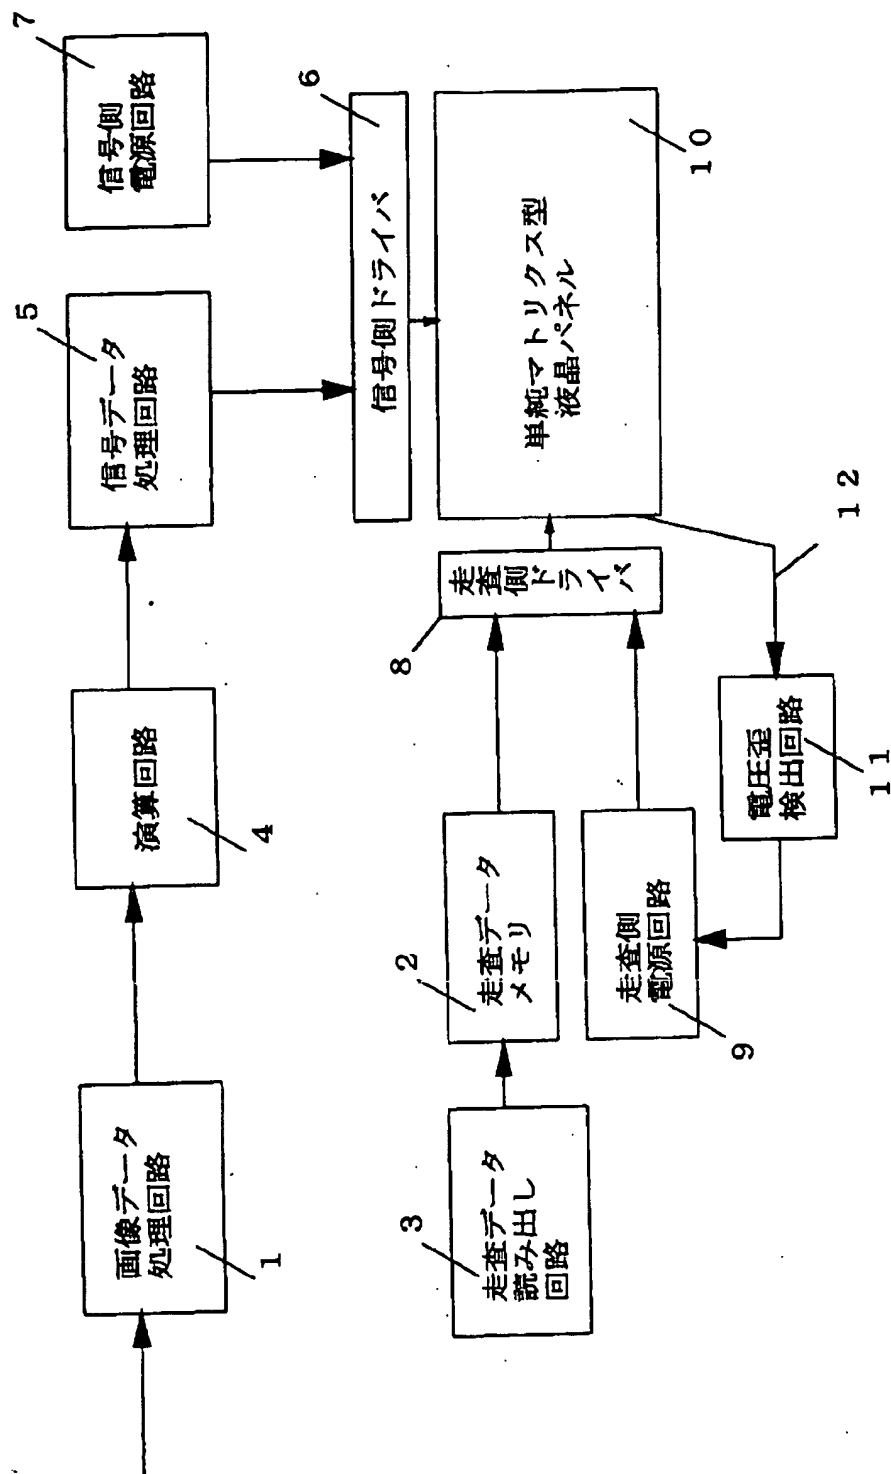 画像データ
処理回路
1
演算回路
4
信号データ
処理回路
5
信号側
電源回路
7
信号側ドライバ
6
走査データ
読み出し
回路
3
走査データ
メモリ
2
走査側
電源回路
9
走査側
ドライバ
8
単純マトリクス型
液晶パネル
10
電圧歪
検出回路
11
12